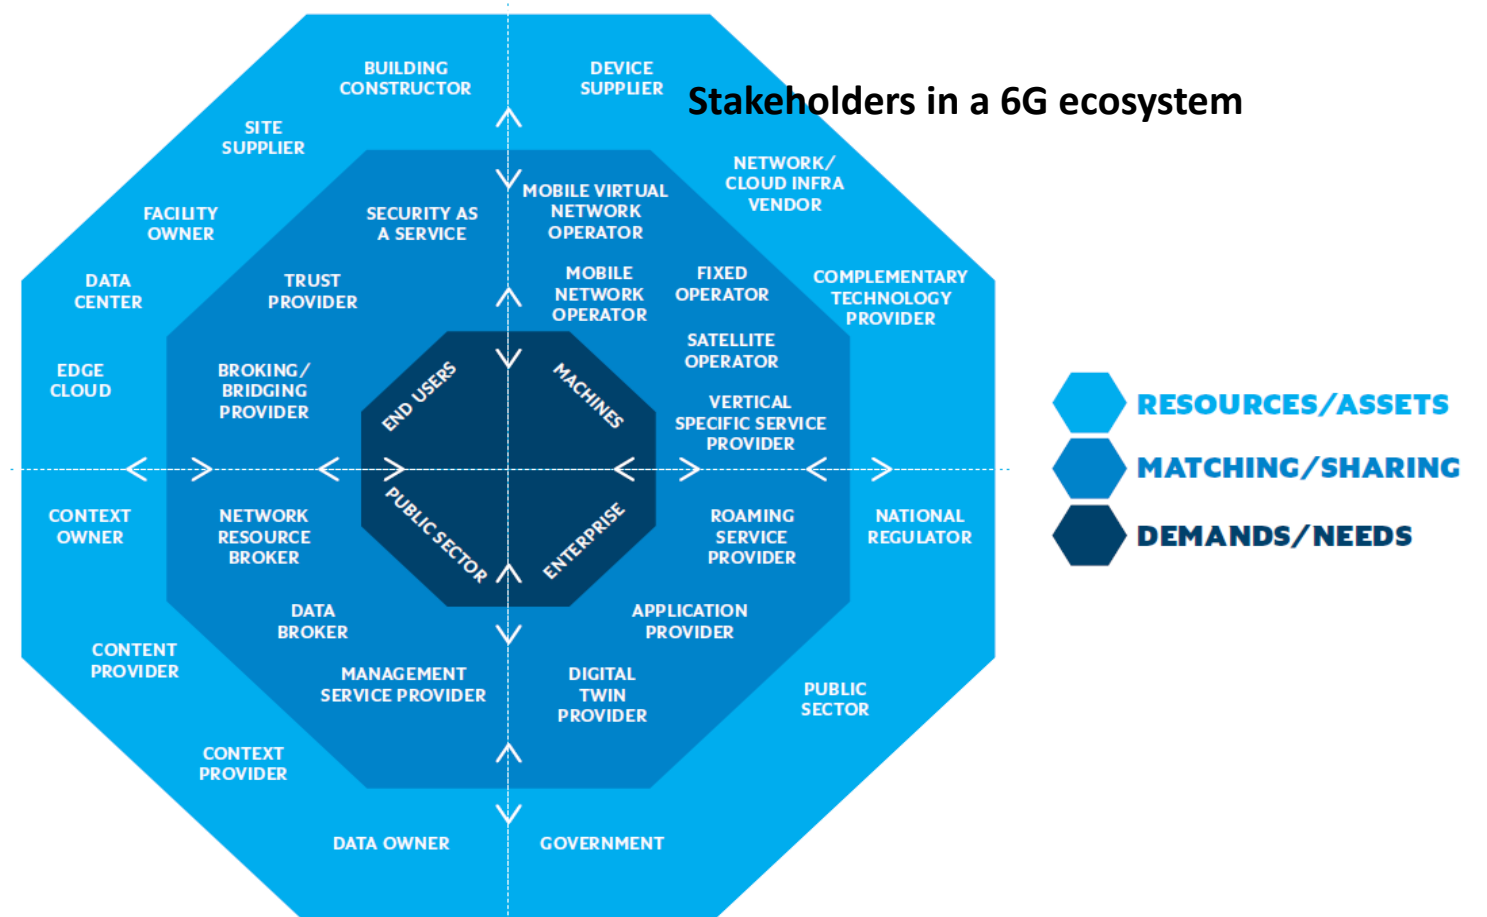 Stakeholders in a 6G ecosystem
BUILDING
CONSTRUCTOR
DEVICE
SUPPLIER
SITE
SUPPLIER
NETWORK/
CLOUD INFRA
VENDOR
FACILITY
OWNER
SECURITY AS
A SERVICE
MOBILE VIRTUAL
NETWORK
OPERATOR
DATA
CENTER
TRUST
PROVIDER
MOBILE
NETWORK
OPERATOR
FIXED
OPERATOR
COMPLEMENTARY
TECHNOLOGY
PROVIDER
EDGE
CLOUD
BROKING/
BRIDGING
PROVIDER
END USERS
MACHINES
SATELLITE
OPERATOR
VERTICAL
SPECIFIC SERVICE
PROVIDER
RESOURCES/ASSETS
MATCHING/SHARING
DEMANDS/NEEDS
CONTEXT
OWNER
NETWORK
RESOURCE
BROKER
PUBLIC SECTOR
ENTERPRISE
ROAMING
SERVICE
PROVIDER
NATIONAL
REGULATOR
DATA
BROKER
APPLICATION
PROVIDER
CONTENT
PROVIDER
MANAGEMENT
SERVICE PROVIDER
DIGITAL
TWIN
PROVIDER
PUBLIC
SECTOR
CONTEXT
PROVIDER
DATA OWNER
GOVERNMENT